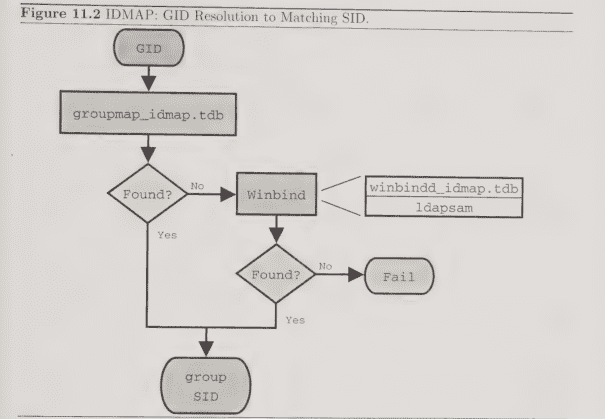 Figure 11.2 IDMAP: GID Resolution to Matching SID.
GID
groupmap_idmap.tdb
Found?
No
Winbind
winbindd_idmap.tdb
ldapsam
Yes
Found?
No
Fail
Yes
group
SID